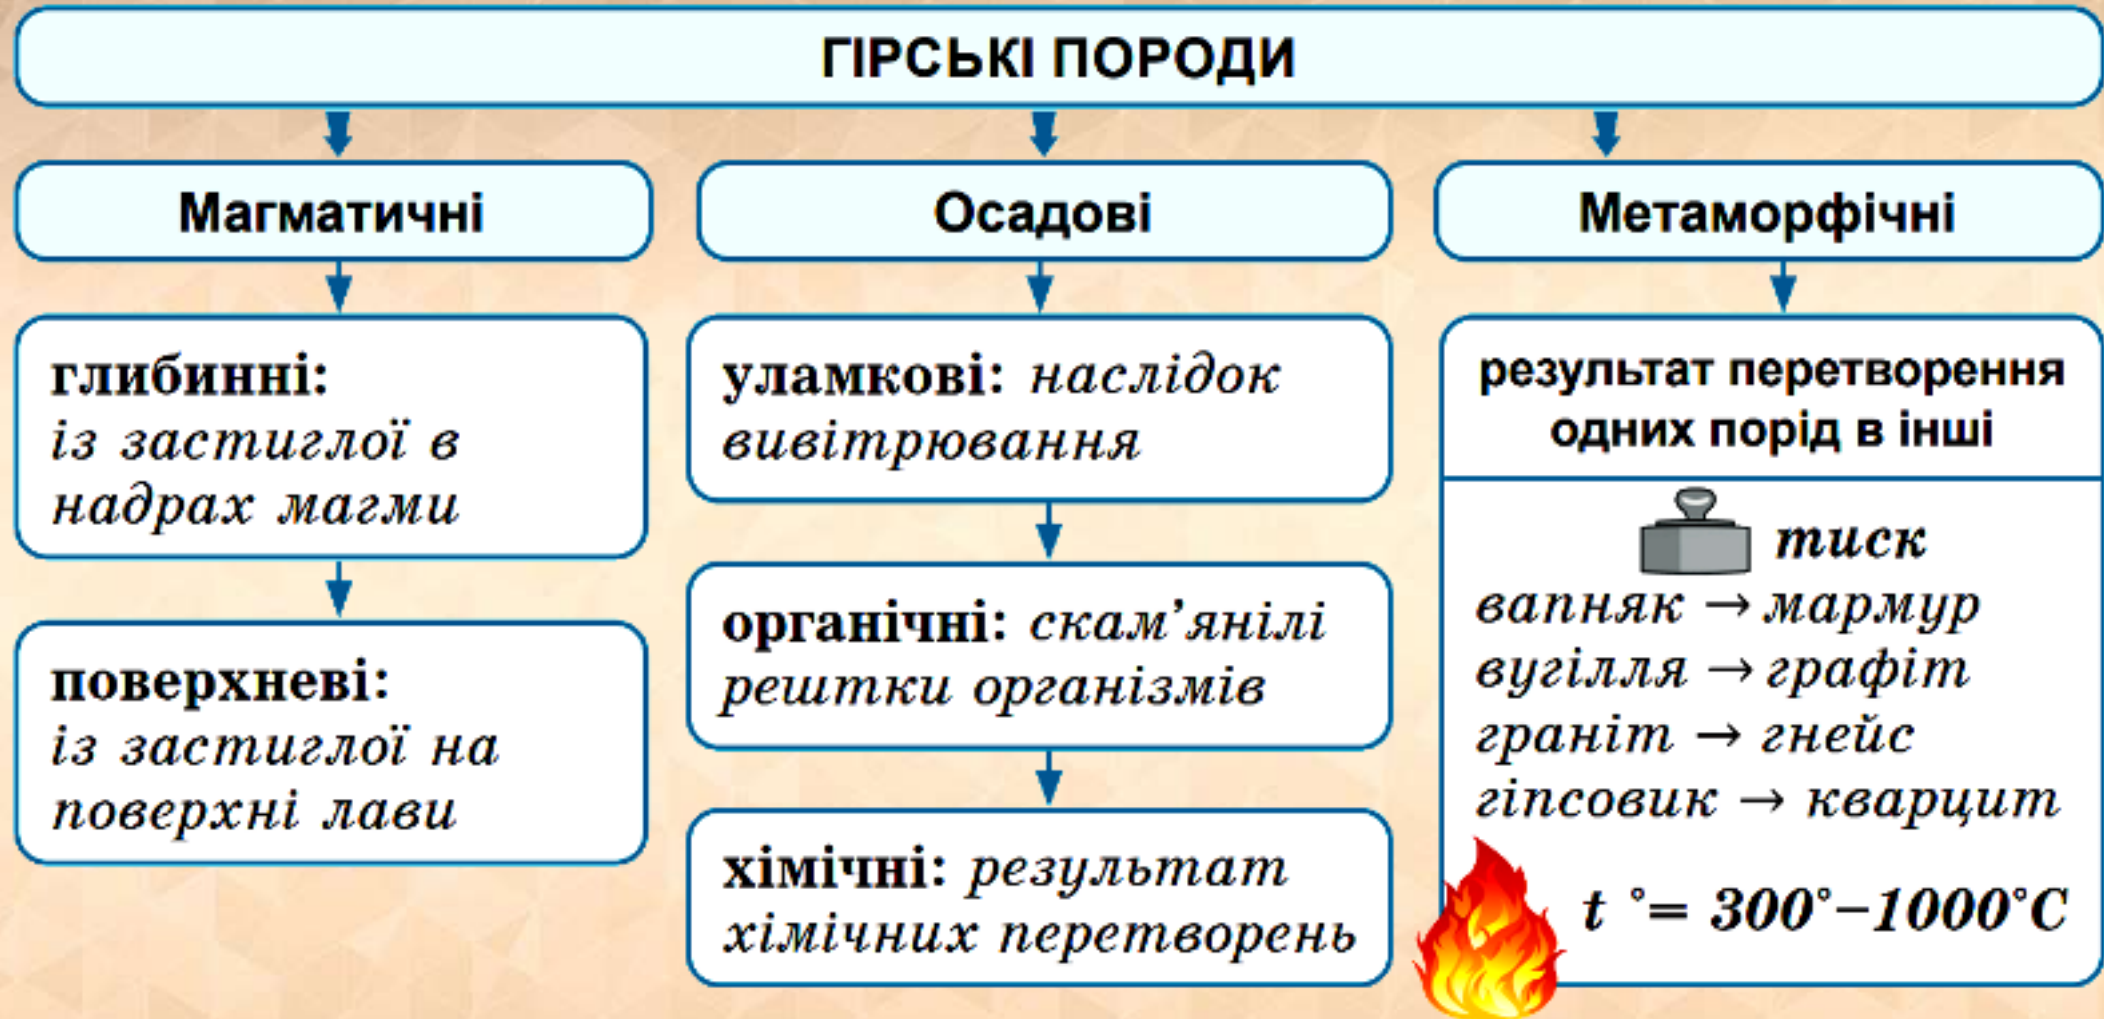 ГІРСЬКІ ПОРОДИ
Магматичні
глибинні:
із застиглої в
надрах магми
поверхневі:
із застиглої на
поверхні лави
Осадові
уламкові: наслідок
вивітрювання
органічні: скам’янілі
рештки організмів
хімічні: результат
хімічних перетворень
Метаморфічні
результат перетворення
одних порід в інші
тиск
вапняк → мармур
вугілля → графіт
граніт → гнейс
гіпсовик → кварцит
t °= 300°–1000°C